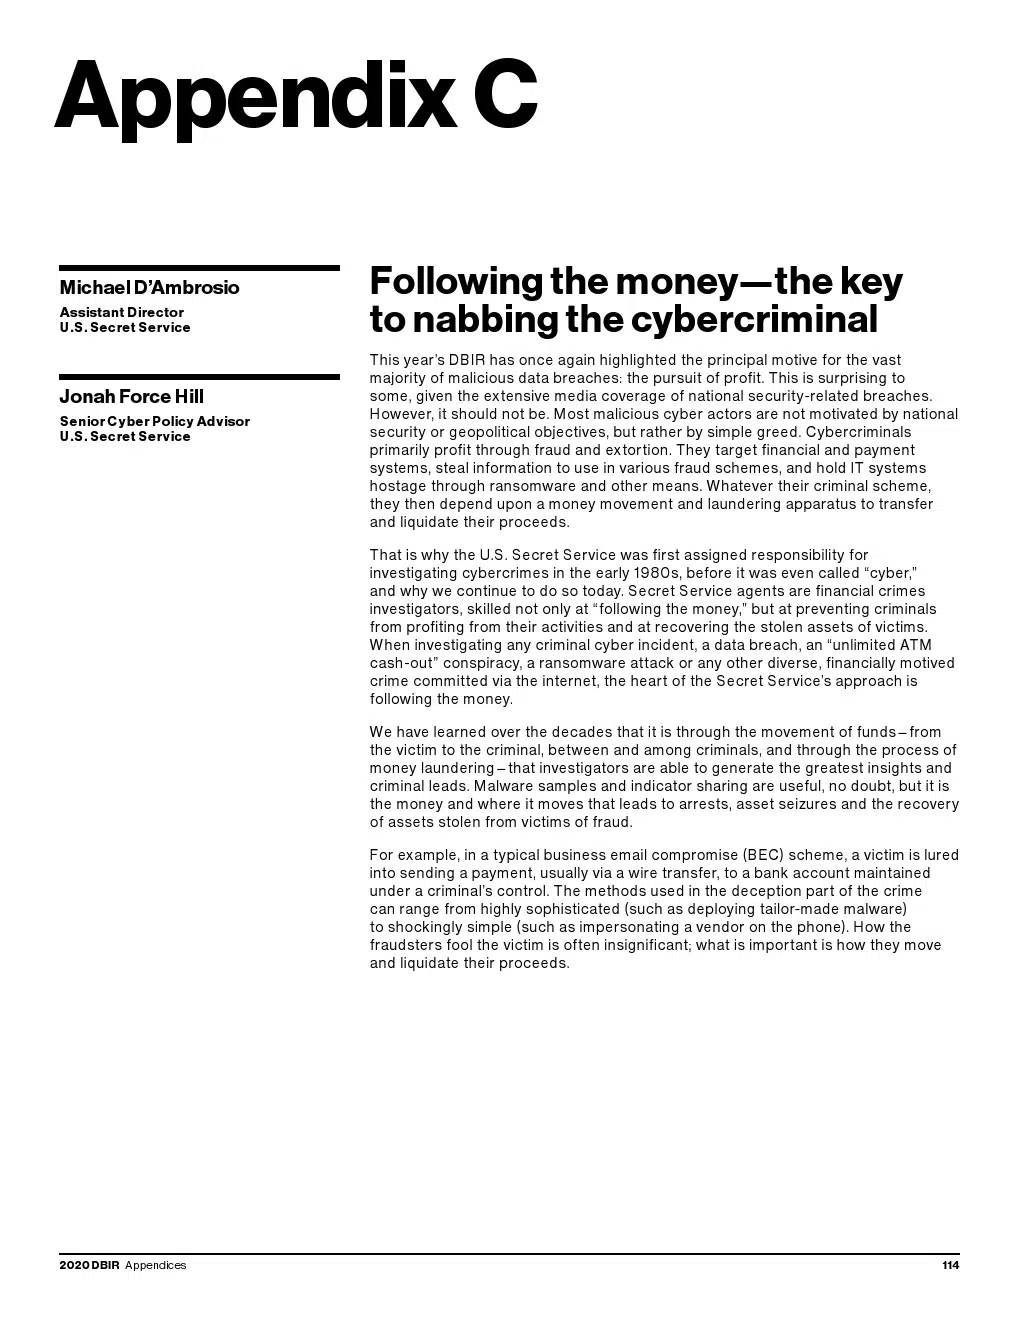 Appendix C
Michael D’Ambrosio
Assistant Director
U.S. Secret Service
Jonah Force Hill
Senior Cyber Policy Advisor
U.S. Secret Service
Following the money—the key
to nabbing the cybercriminal
This year’s DBIR has once again highlighted the principal motive for the vast
majority of malicious data breaches: the pursuit of profit. This is surprising to
some, given the extensive media coverage of national security-related breaches.
However, it should not be. Most malicious cyber actors are not motivated by national
security or geopolitical objectives, but rather by simple greed. Cybercriminals
primarily profit through fraud and extortion. They target financial and payment
systems, steal information to use in various fraud schemes, and hold IT systems
hostage through ransomware and other means. Whatever their criminal scheme,
they then depend upon a money movement and laundering apparatus to transfer
and liquidate their proceeds.
That is why the U.S. Secret Service was first assigned responsibility for
investigating cybercrimes in the early 1980s, before it was even called “cyber,”
and why we continue to do so today. Secret Service agents are financial crimes
investigators, skilled not only at “following the money,” but at preventing criminals
from profiting from their activities and at recovering the stolen assets of victims.
When investigating any criminal cyber incident, a data breach, an “unlimited ATM
cash-out” conspiracy, a ransomware attack or any other diverse, financially motived
crime committed via the internet, the heart of the Secret Service’s approach is
following the money.
We have learned over the decades that it is through the movement of funds – from
the victim to the criminal, between and among criminals, and through the process of
money laundering – that investigators are able to generate the greatest insights and
criminal leads. Malware samples and indicator sharing are useful, no doubt, but it is
the money and where it moves that leads to arrests, asset seizures and the recovery
of assets stolen from victims of fraud.
For example, in a typical business email compromise (BEC) scheme, a victim is lured
into sending a payment, usually via a wire transfer, to a bank account maintained
under a criminal’s control. The methods used in the deception part of the crime
can range from highly sophisticated (such as deploying tailor-made malware)
to shockingly simple (such as impersonating a vendor on the phone). How the
fraudsters fool the victim is often insignificant; what is important is how they move
and liquidate their proceeds.
2020 DBIR Appendices
114